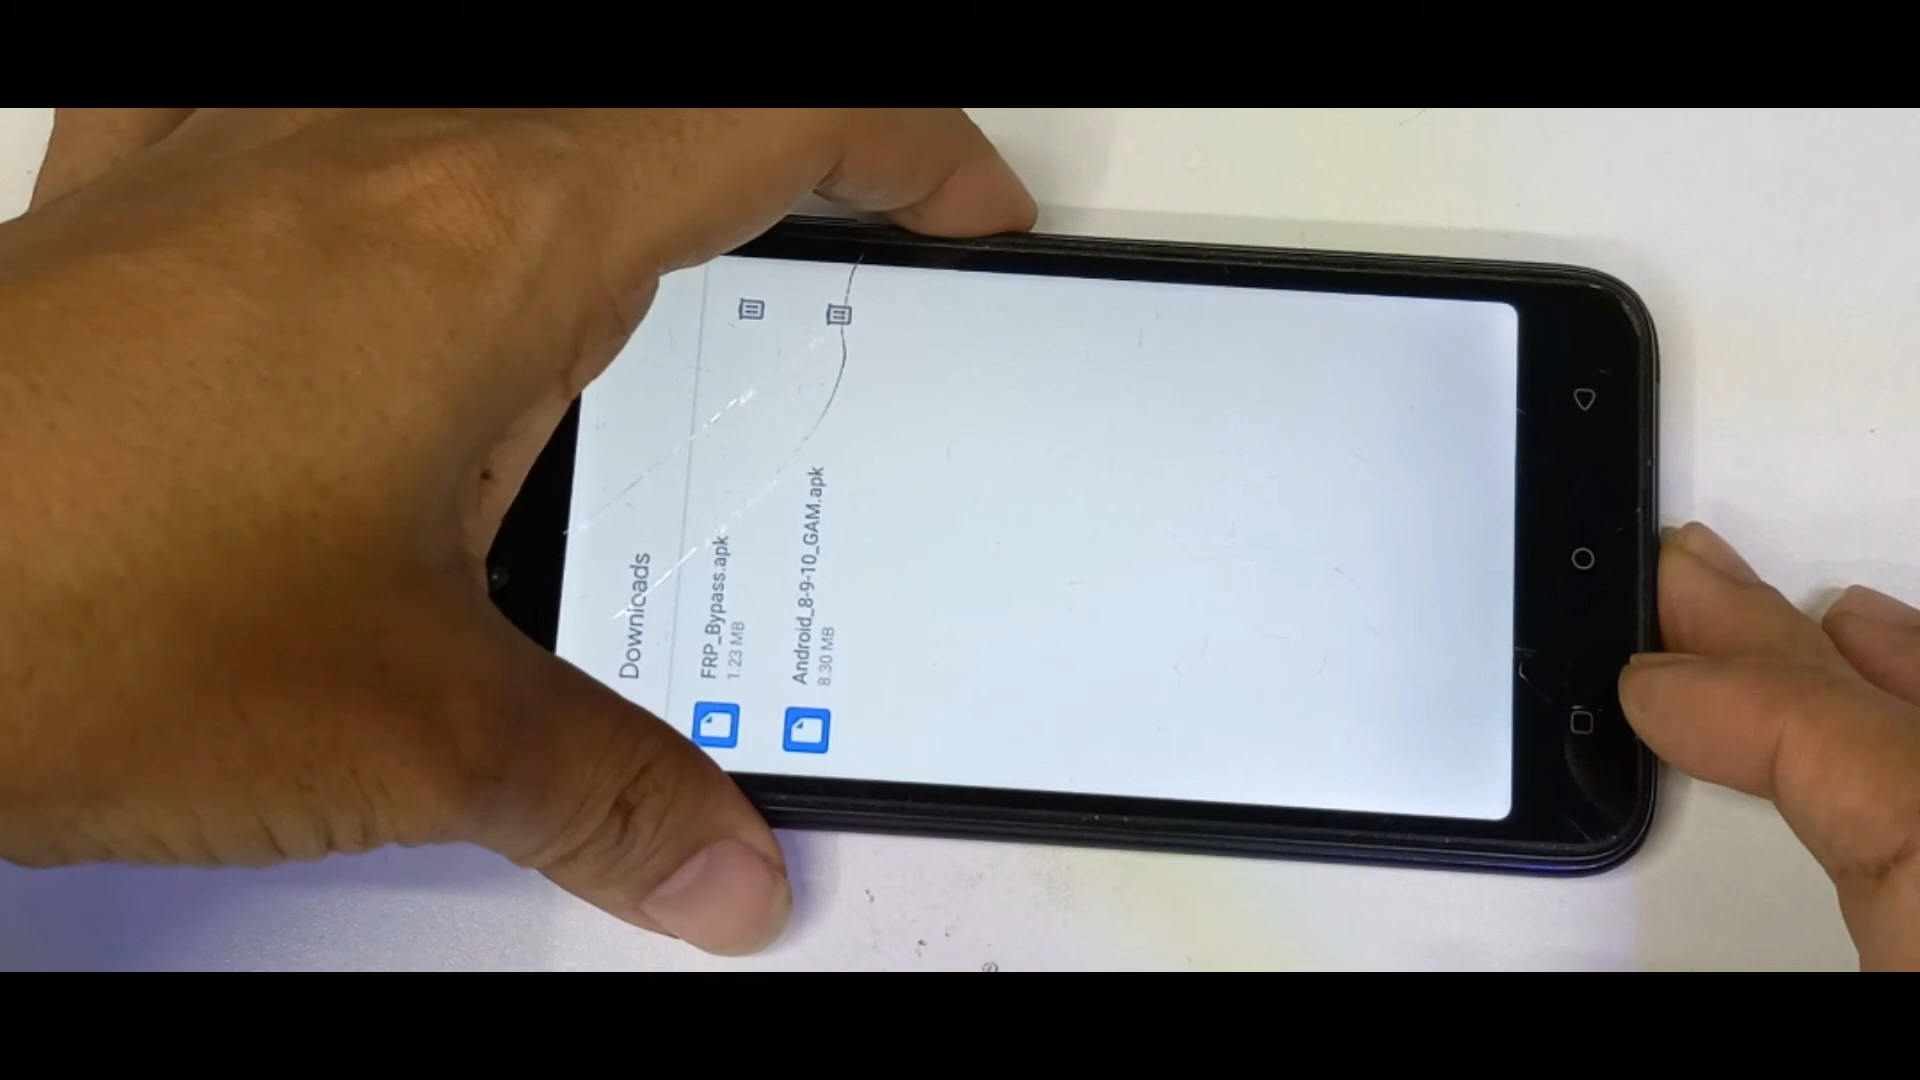 Downloads
FRP_Bypass.apk
1.23 MB
Android_8-9-10_GAM.apk
8.30 MB